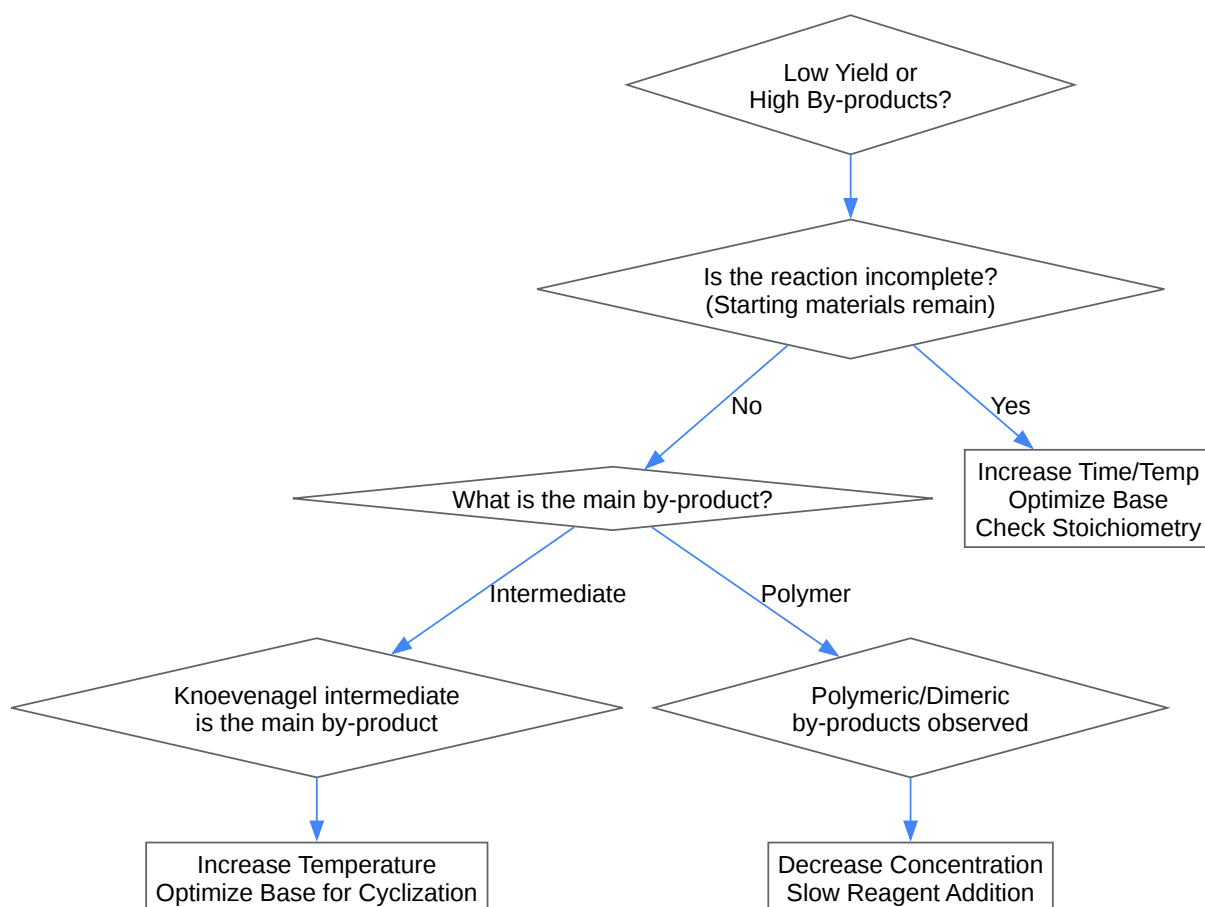 Low Yield or
High By-products?
Is the reaction incomplete?
(Starting materials remain)
No
Yes
Increase Time/Temp
Optimize Base
Check Stoichiometry
What is the main by-product?
Intermediate
Polymer
Knoevenagel intermediate
is the main by-product
Polymeric/Dimeric
by-products observed
Increase Temperature
Optimize Base for Cyclization
Decrease Concentration
Slow Reagent Addition